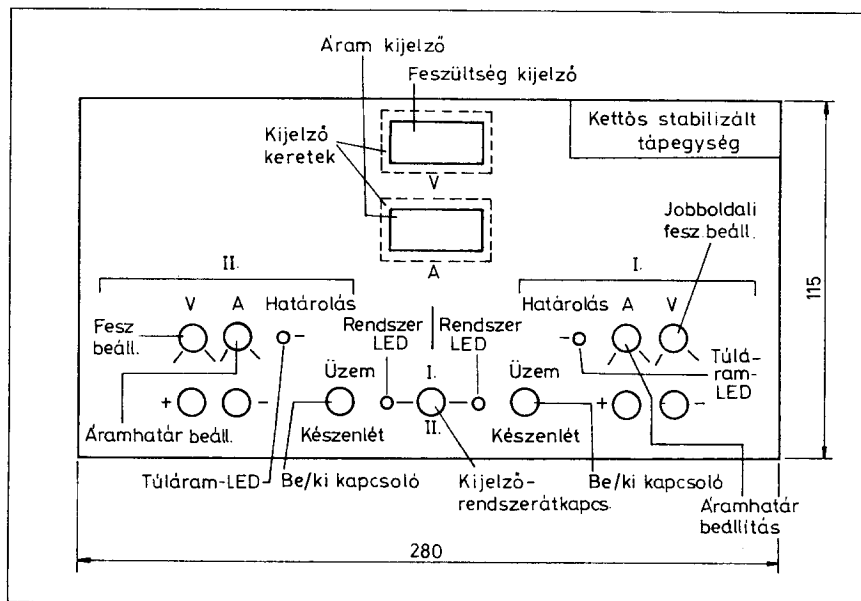 Áram kijelző
Feszültség kijelző
Kettős stabilizált
tápegység
Kijelző
keretek
V
A
Jobboldali
fesz. beáll.
II.
I.
V A Határolás
Határolás A V
Fesz
beáll.
Rendszer
LED
Rendszer
LED
Túlá-
ram-
LED
Üzem
I.
Üzem
+ -
+ -
Áramhatár beáll.
Készenlét
II.
Készenlét
Túláram-LED
Be/ki kapcsoló
Kijelző-
rendszerátkapcs.
Be/ki kapcsoló
Áramhatár
beállítás
115
280